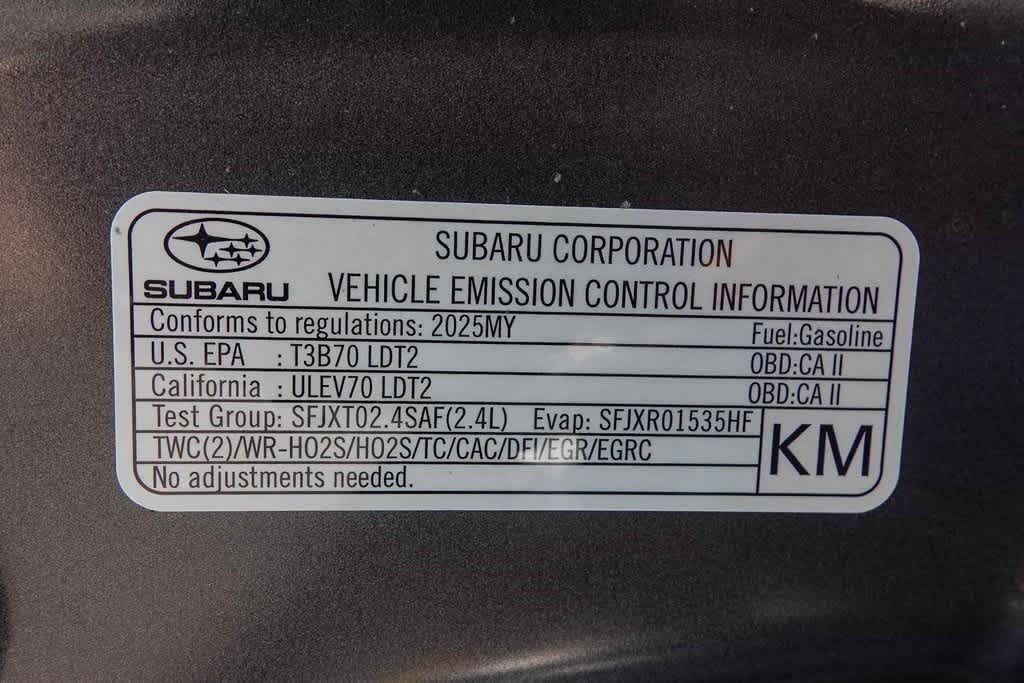 SUBARU CORPORATION
SUBARU VEHICLE EMISSION CONTROL INFORMATION
Conforms to regulations: 2025MY Fuel:Gasoline
U.S. EPA : T3B70 LDT2 OBD:CA II
California : ULEV70 LDT2 OBD:CA II
Test Group: SFJXT02.4SAF(2.4L) Evap: SFJXR01535HF
TWC(2)/WR-HO2S/HO2S/TC/CAC/DFI/EGR/EGRC
KM
No adjustments needed.